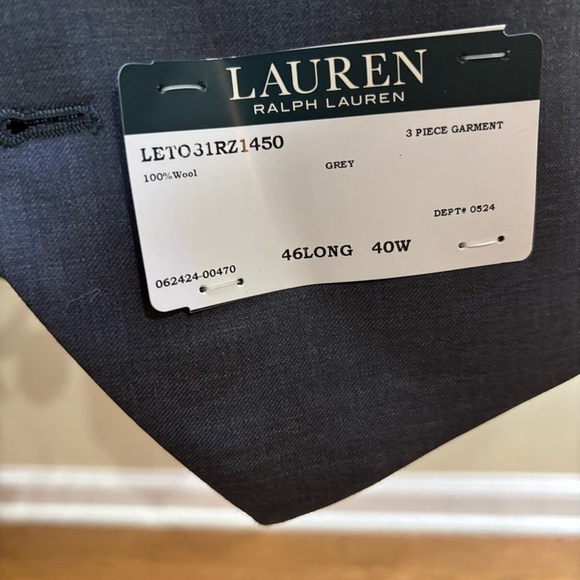 LAUREN
RALPH LAUREN
LETO31RZ1450
3 PIECE GARMENT
100%Wool
GREY
DEPT# 0524
46LONG 40W
062424-00470